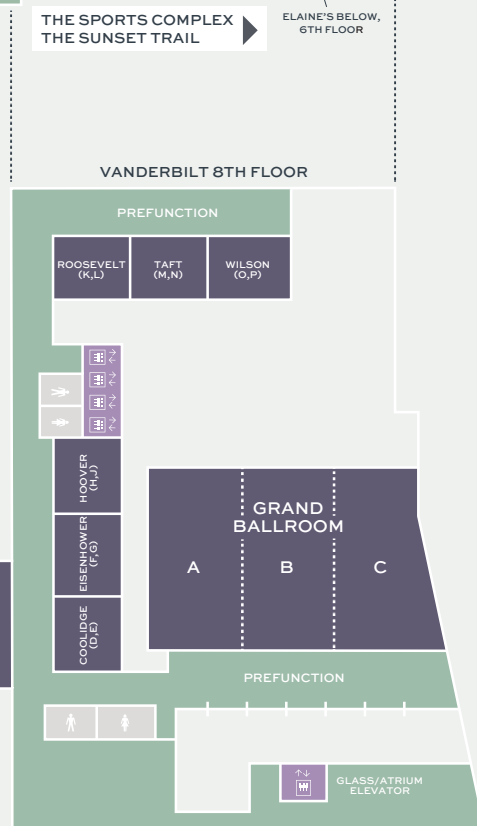 THE SPORTS COMPLEX
THE SUNSET TRAIL
ELAINE'S BELOW,
6TH FLOOR
VANDERBILT 8TH FLOOR
PREFUNCTION
ROOSEVELT
(K,L)
TAFT
(M,N)
WILSON
(O,P)
HOOVER
(H,J)
EISENHOWER
(F,G)
COOLIDGE
(D,E)
GRAND
BALLROOM
A
B
C
PREFUNCTION
GLASS/ATRIUM
ELEVATOR